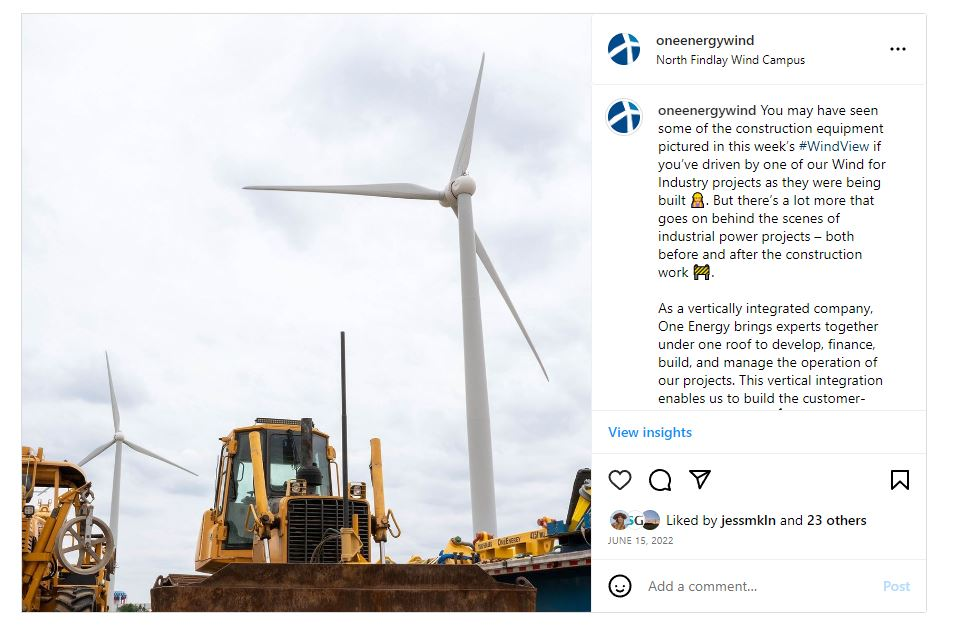 oneenergywind
North Findlay Wind Campus
oneenergywind You may have seen
some of the construction equipment
pictured in this week’s #WindView if
you’ve driven by one of our Wind for
Industry projects as they were being
built 👷. But there’s a lot more that
goes on behind the scenes of
industrial power projects – both
before and after the construction
work 🚧.
As a vertically integrated company,
One Energy brings experts together
under one roof to develop, finance,
build, and manage the operation of
our projects. This vertical integration
enables us to build the customer-
View insights
Liked by jessmkln and 23 others
JUNE 15, 2022
Add a comment...
Post
OneEnergy